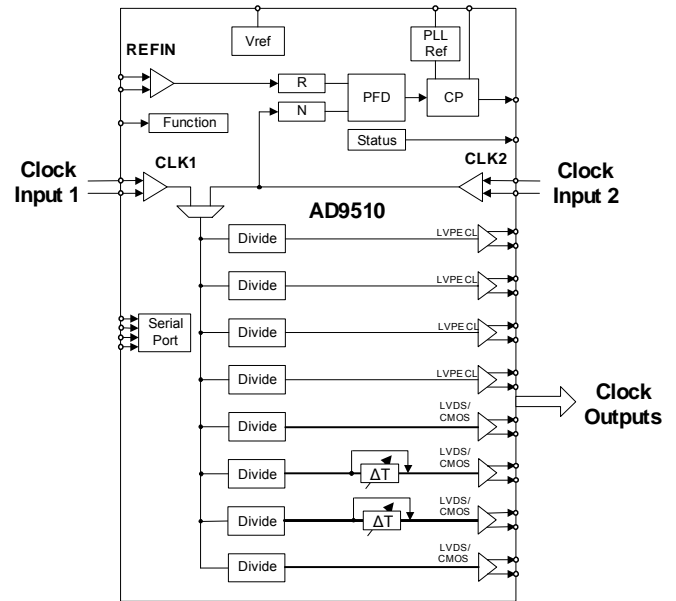 Vref
PLL
Ref
REFIN
R
PFD
CP
N
Function
Status
Clock
Input 1
CLK1
CLK2
Clock
Input 2
AD9510
Divide
LVPECL
Divide
LVPECL
Divide
LVPECL
Serial
Port
Divide
LVPECL
Clock
Outputs
Divide
LVDS/
CMOS
Divide
ΔT
LVDS/
CMOS
Divide
ΔT
LVDS/
CMOS
Divide
LVDS/
CMOS